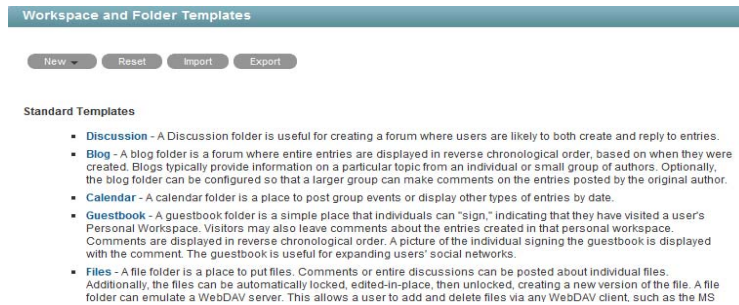 Workspace and Folder Templates
New Reset Import Export
Standard Templates
▪ Discussion - A Discussion folder is useful for creating a forum where users are likely to both create and reply to entries.
▪ Blog - A blog folder is a forum where entire entries are displayed in reverse chronological order, based on when they were
created. Blogs typically provide information on a particular topic from an individual or small group of authors. Optionally,
the blog folder can be configured so that a larger group can make comments on the entries posted by the original author.
▪ Calendar - A calendar folder is a place to post group events or display other types of entries by date.
▪ Guestbook - A guestbook folder is a simple place that individuals can "sign," indicating that they have visited a user's
Personal Workspace. Visitors may also leave comments about the entries created in that personal workspace.
Comments are displayed in reverse chronological order. A picture of the individual signing the guestbook is displayed
with the comment. The guestbook is useful for expanding users' social networks.
▪ Files - A file folder is a place to put files. Comments or entire discussions can be posted about individual files.
Additionally, the files can be automatically locked, edited-in-place, then unlocked, creating a new version of the file. A file
folder can emulate a WebDAV server. This allows a user to add and delete files via any WebDAV client, such as the MS